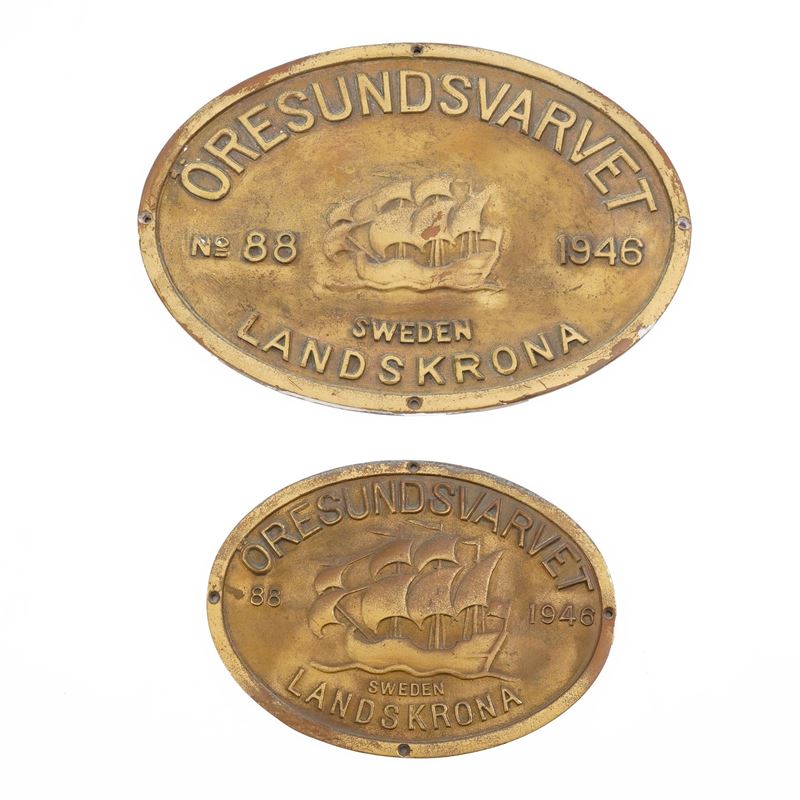 ÖRESUNDSVARVET
No 88 1946
SWEDEN
LANDSKRONA
ÖRESUNDSVARVET
88 1946
SWEDEN
LANDSKRONA